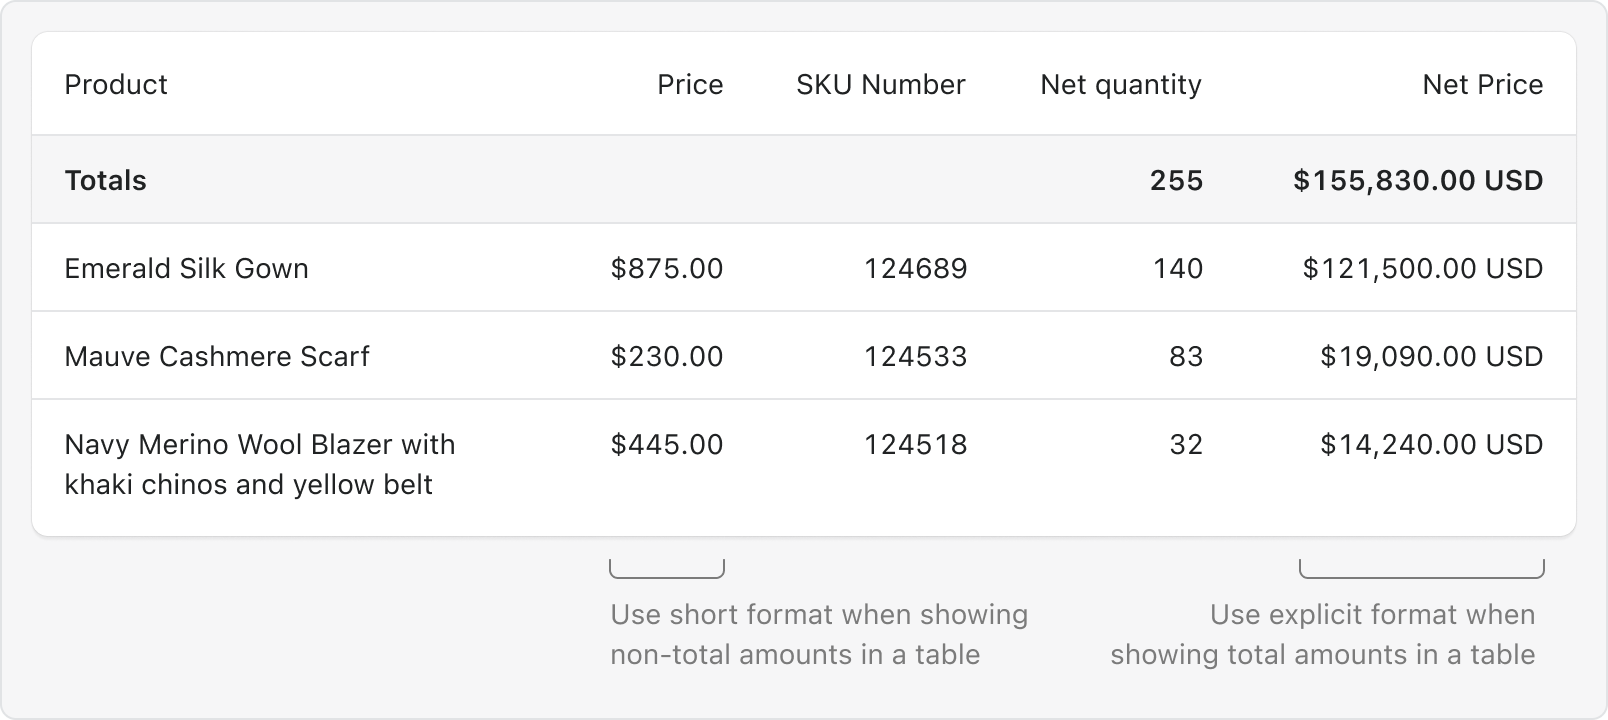 Product Price SKU Number Net quantity Net Price
Totals 255 $155,830.00 USD
Emerald Silk Gown $875.00 124689 140 $121,500.00 USD
Mauve Cashmere Scarf $230.00 124533 83 $19,090.00 USD
Navy Merino Wool Blazer with $445.00 124518 32 $14,240.00 USD
khaki chinos and yellow belt
Use short format when showing
non-total amounts in a table
Use explicit format when
showing total amounts in a table